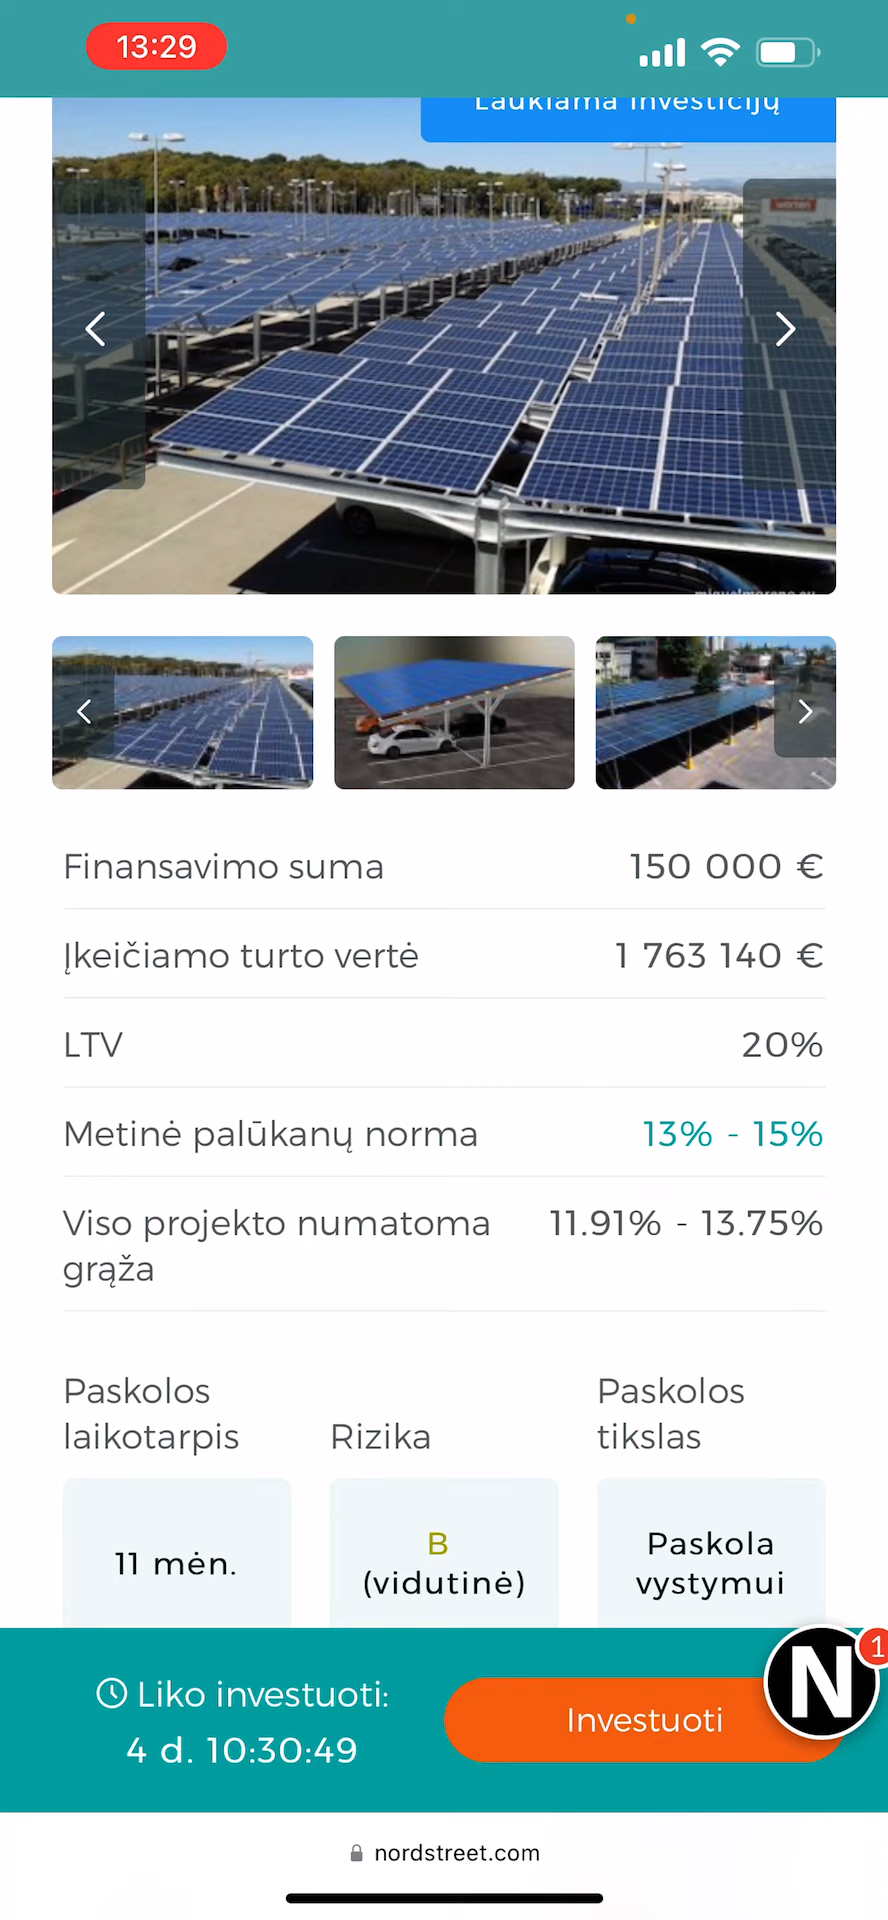 13:29
Laukiama investicijų
worten
Finansavimo suma 150 000 €
Įkeičiamo turto vertė 1 763 140 €
LTV 20%
Metinė palūkanų norma 13% - 15%
Viso projekto numatoma grąža 11.91% - 13.75%
Paskolos laikotarpis
Rizika
Paskolos tikslas
11 mėn.
B
(vidutinė)
Paskola
vystymui
Liko investuoti:
4 d. 10:30:49
Investuoti
N
1
nordstreet.com